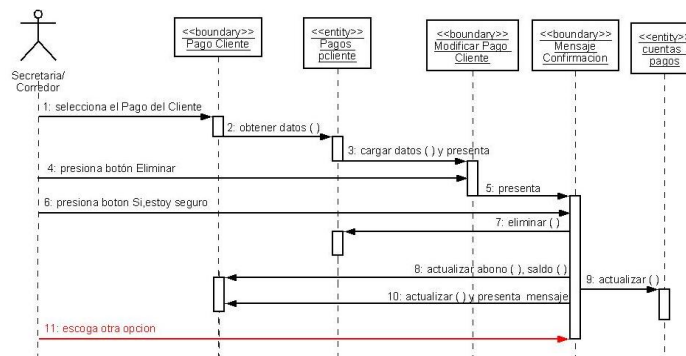 <<boundary>>
Pago Cliente
<<entity>>
Pagos
pcliente
<<boundary>>
Modificar Pago
Cliente
<<boundary>>
Mensaje
Confirmacion
<<entity>>
cuentas
pagos
Secretaria/
Corredor
1: selecciona el Pago del Cliente
2: obtener datos ( )
3: cargar datos ( ) y presenta
4: presiona botón Eliminar
5: presenta
6: presiona boton Si,estoy seguro
7: eliminar ( )
8: actualizar abono ( ), saldo ( )
9: actualizar ( )
10: actualizar ( ) y presenta mensaje
11: escoga otra opcion